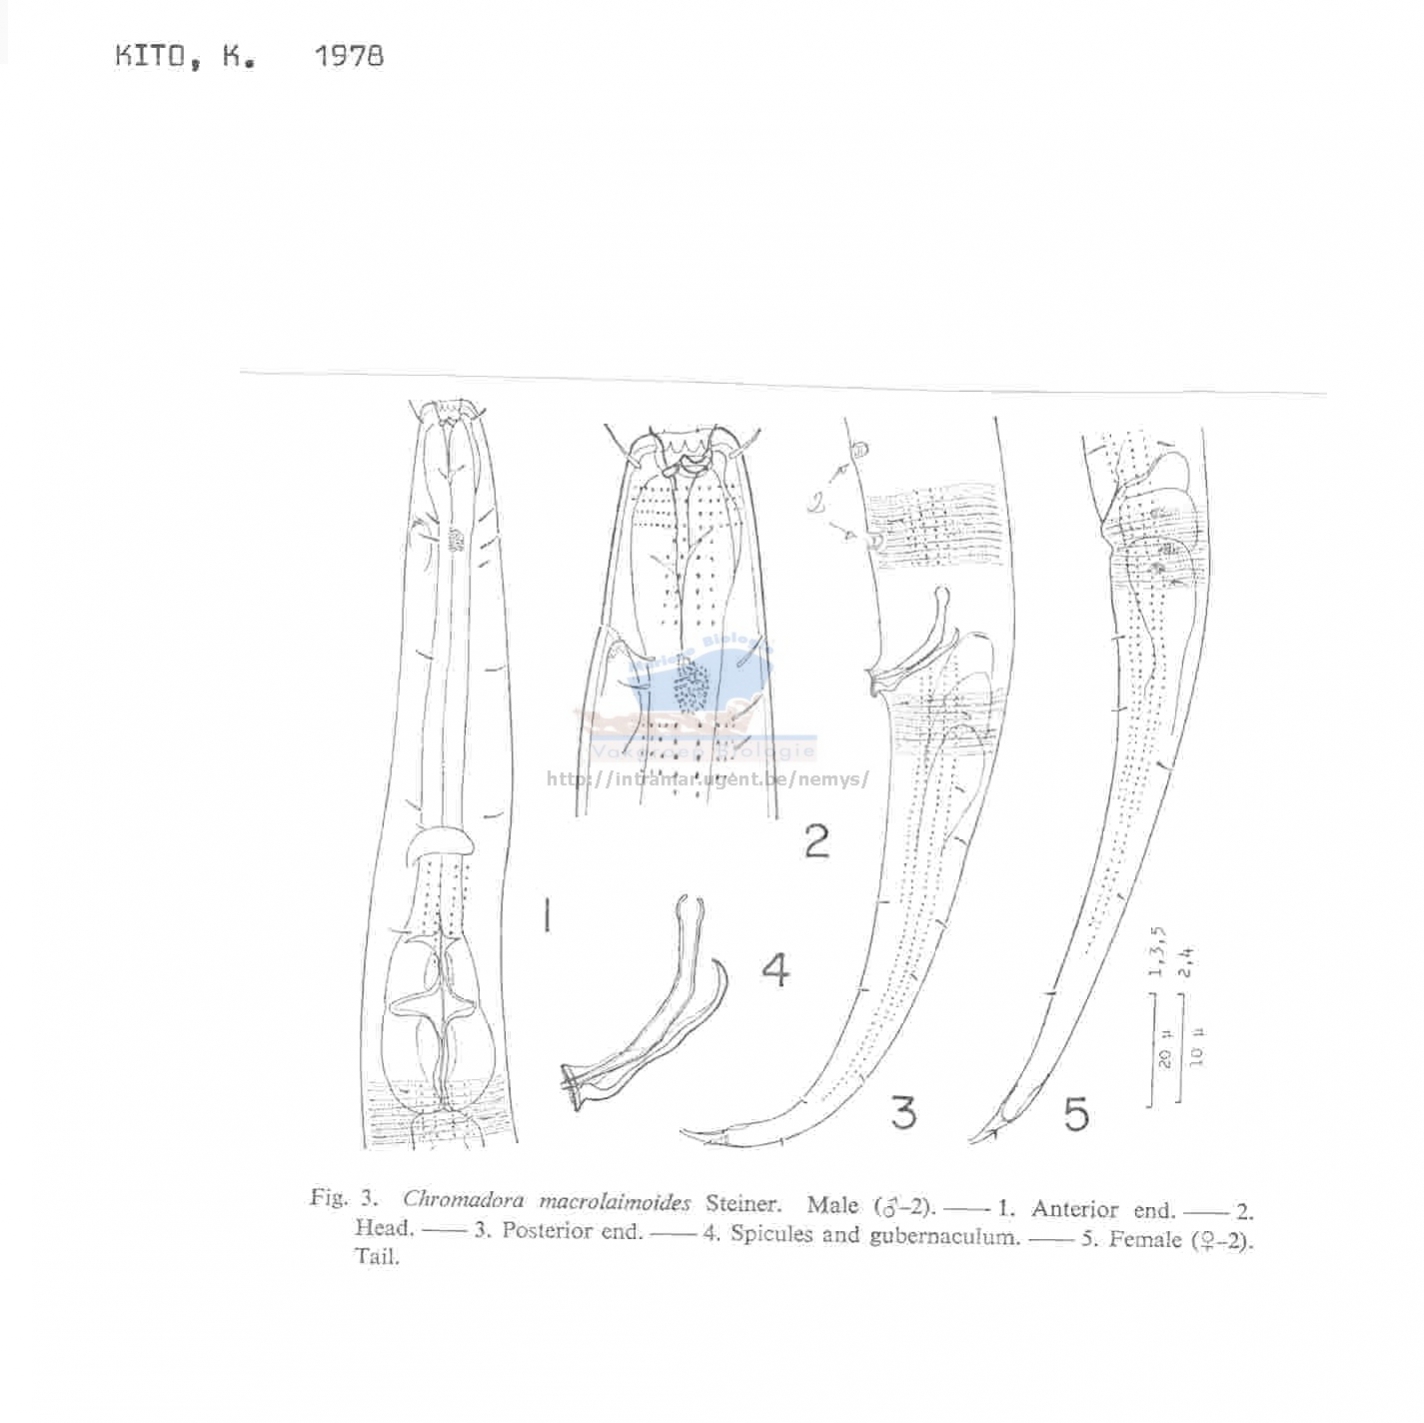 KITO, K. 1978
2
Mariene Biologie
Vakgroep Biologie
http://intramar.ugent.be/nemys/
2
1
4
1,3,5
2,4
20 μ
10 μ
3
5
Fig. 3. Chromadora macrolaimoides Steiner. Male (♂–2). —— 1. Anterior end. —— 2.
Head. —— 3. Posterior end. —— 4. Spicules and gubernaculum. —— 5. Female (♀–2).
Tail.